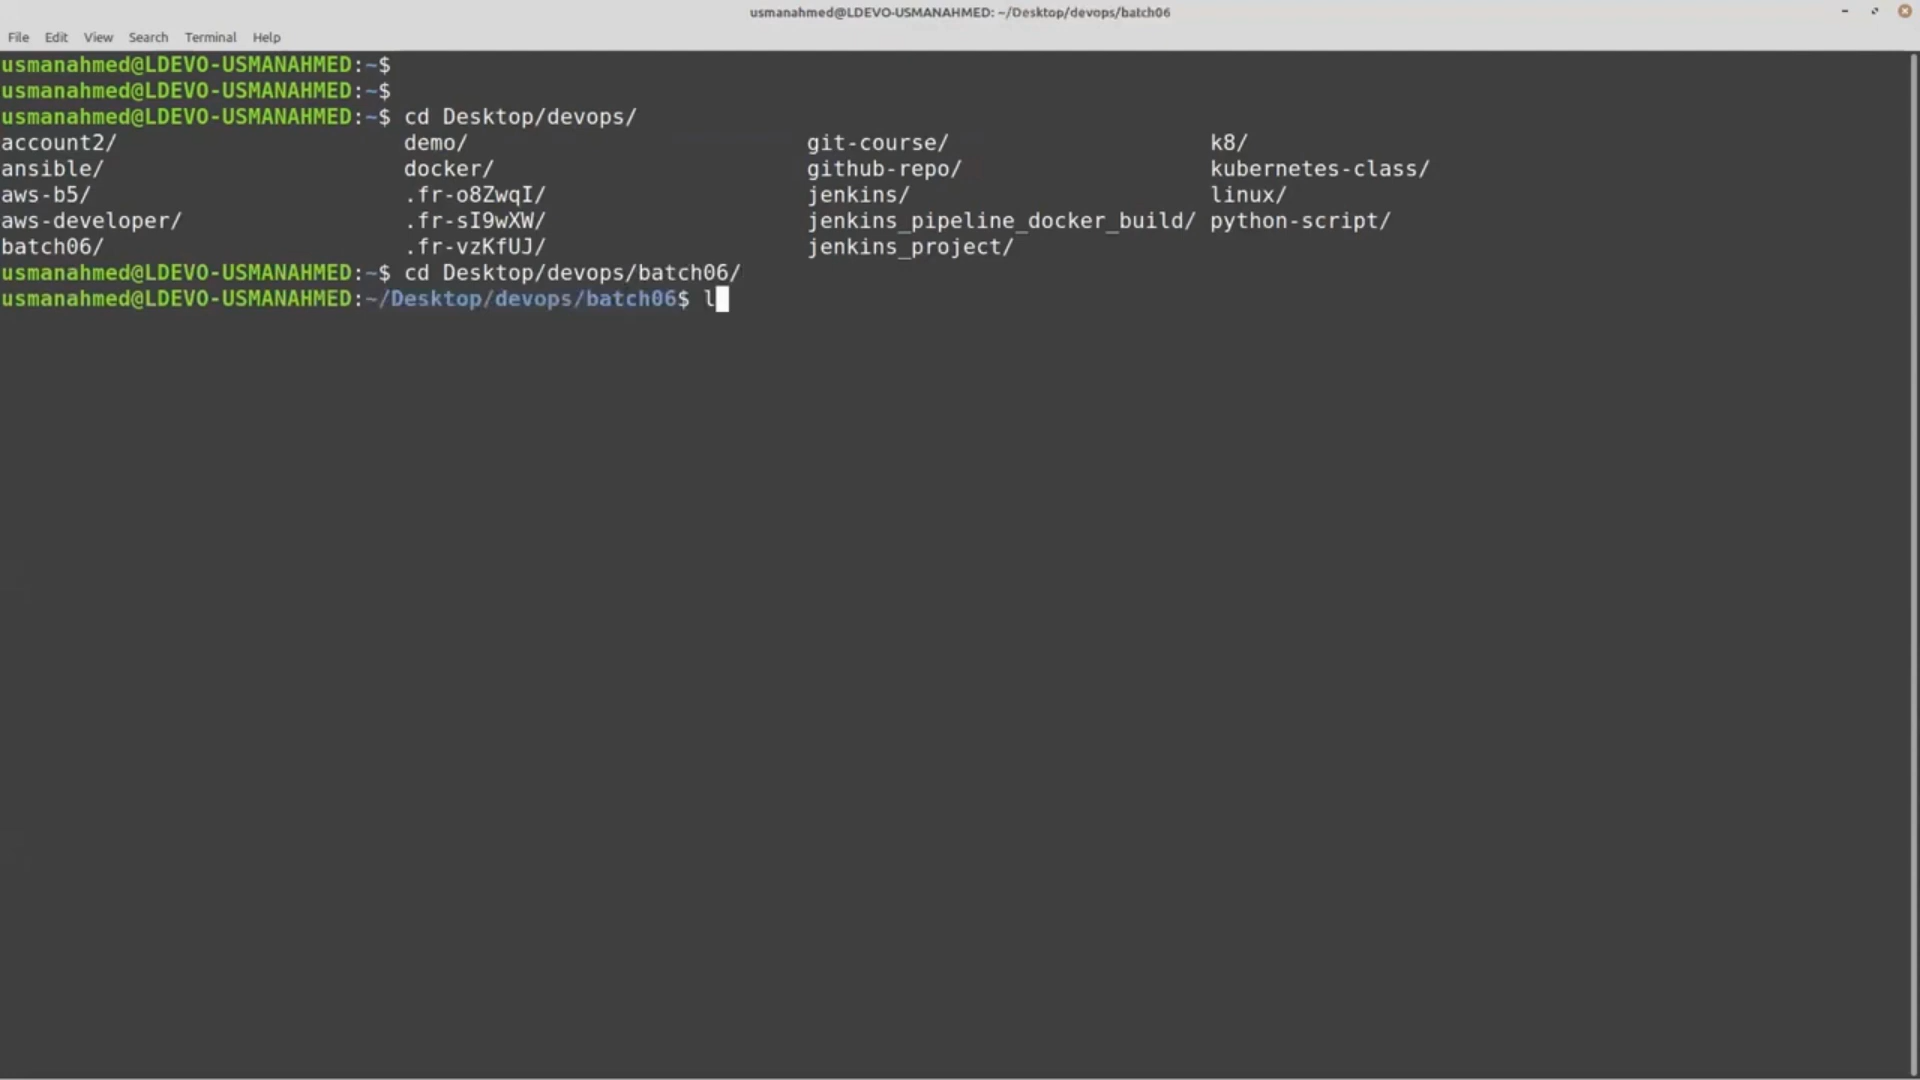 usmanahmed@LDEVO-USMANAHMED: ~/Desktop/devops/batch06
File Edit View Search Terminal Help
usmanahmed@LDEVO-USMANAHMED:~$
usmanahmed@LDEVO-USMANAHMED:~$
usmanahmed@LDEVO-USMANAHMED:~$ cd Desktop/devops/
account2/ demo/ git-course/ k8/
ansible/ docker/ github-repo/ kubernetes-class/
aws-b5/ .fr-o8ZwqI/ jenkins/ linux/
aws-developer/ .fr-sI9wXW/ jenkins_pipeline_docker_build/ python-script/
batch06/ .fr-vzKfUJ/ jenkins_project/
usmanahmed@LDEVO-USMANAHMED:~$ cd Desktop/devops/batch06/
usmanahmed@LDEVO-USMANAHMED:~/Desktop/devops/batch06$ l